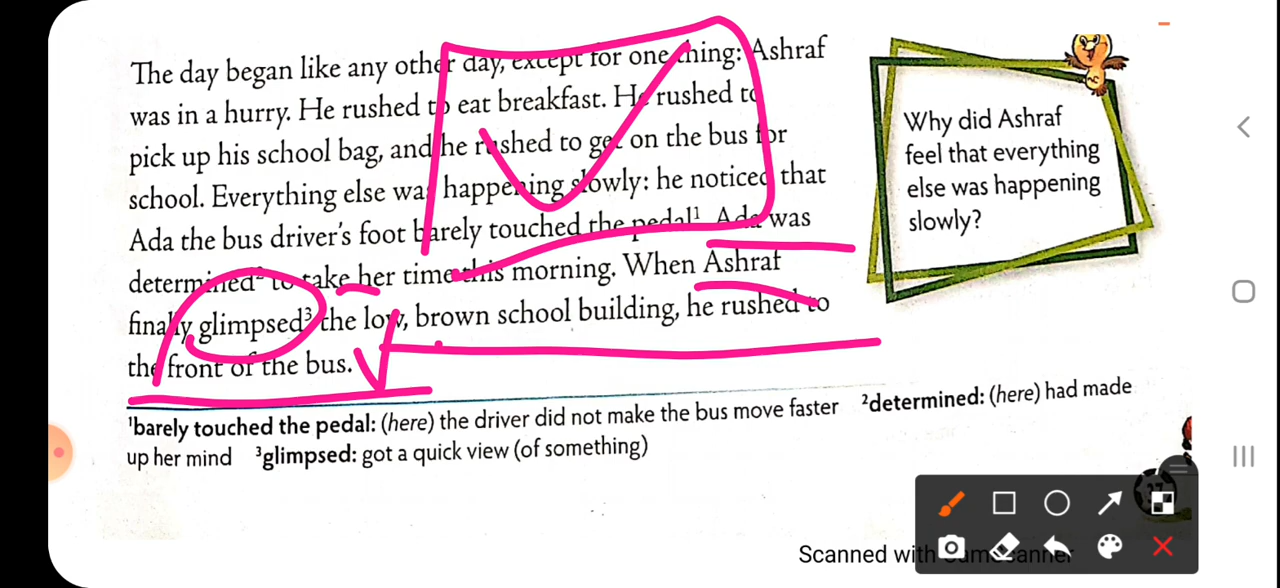 The day began like any other day, except for one thing: Ashraf
was in a hurry. He rushed to eat breakfast. He rushed to
pick up his school bag, and he rushed to get on the bus for
school. Everything else was happening slowly: he noticed that
Ada the bus driver's foot barely touched the pedal¹. Ada was
determined² to take her time this morning. When Ashraf
finally glimpsed³ the low, brown school building, he rushed to
the front of the bus.
¹barely touched the pedal: (here) the driver did not make the bus move faster ²determined: (here) had made
up her mind ³glimpsed: got a quick view (of something)
Why did Ashraf
feel that everything
else was happening
slowly?
Scanned with CamScanner